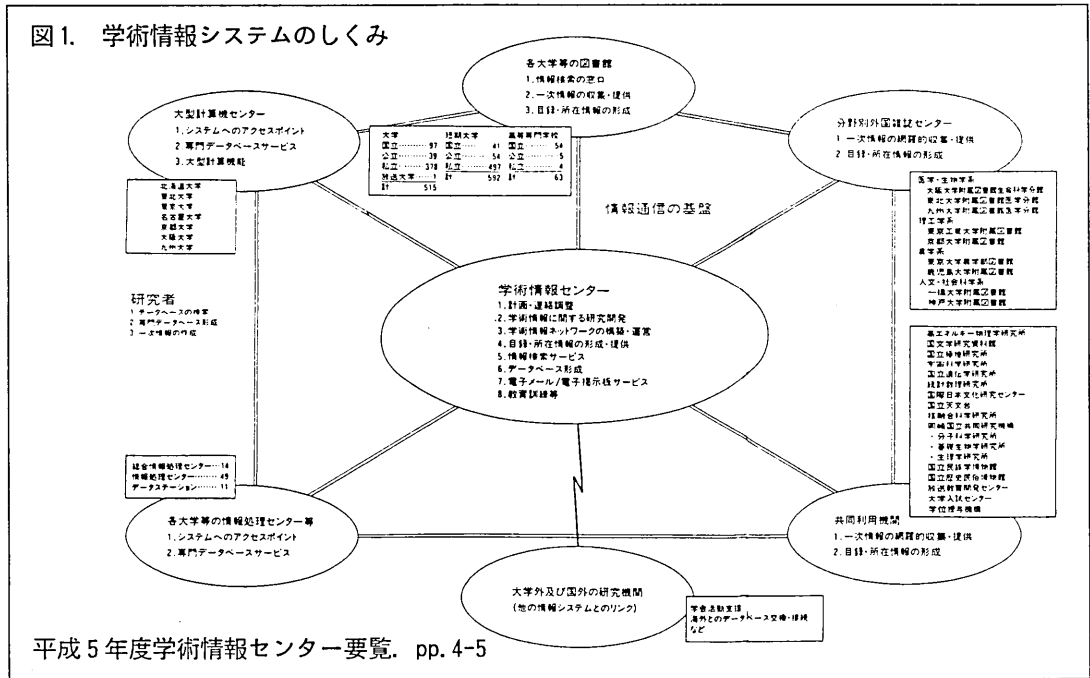 図1. 学術情報システムのしくみ
各大学等の図書館
1.情報検索の窓口
2.一次情報の収集・提供
3.目録・所在情報の形成
大型計算機センター
1.システムへのアクセスポイント
2 専門データベースサービス
3.大型計算機能
大学 短期大学 高等専門学校
国立………97 国立…… 41 国立……54
公立………39 公立…… 54 公立……5
私立………378 私立……497 私立……4
放送大学……1 計 592 計 63
計 515
分野別外国雑誌センター
1.一次情報の網羅的収集・提供
2 目録・所在情報の形成
北海道大学
東北大学
東京大学
名古屋大学
京都大学
大阪大学
九州大学
情報通信の基盤
医学・生物学系
大阪大学附属図書館生命科学分館
東北大学附属図書館医学分館
九州大学附属図書館医学分館
理工学系
東京工業大学附属図書館
京都大学附属図書館
農学系
東京大学農学部図書館
鹿児島大学附属図書館
人文・社会科学系
一橋大学附属図書館
神戸大学附属図書館
研究者
1 データベースの検索
2 専門データベース形成
3 一次情報の作成
学術情報センター
1.計画・連絡調整
2.学術情報に関する研究開発
3.学術情報ネットワークの構築・運営
4.目録・所在情報の形成・提供
5.情報検索サービス
6.データベース形成
7.電子メール/電子掲示板サービス
8.教育訓練等
高エネルギー物理学研究所
国文学研究資料館
国立極地研究所
宇宙科学研究所
国立遺伝学研究所
統計数理研究所
国際日本文化研究センター
国立天文台
核融合科学研究所
岡崎国立共同研究機構
・分子科学研究所
・基礎生物学研究所
・生理学研究所
国立民族学博物館
国立歴史民俗博物館
放送教育開発センター
大学入試センター
学位授与機構
総合情報処理センター…14
情報処理センター………49
データステーション………11
各大学等の情報処理センター等
1.システムへのアクセスポイント
2.専門データベースサービス
共同利用機関
1.一次情報の網羅的収集・提供
2.目録・所在情報の形成
大学外及び国外の研究機関
(他の情報システムとのリンク)
学会活動支援
海外とのデータベース交換・接続
など
平成5年度学術情報センター要覧. pp.4-5